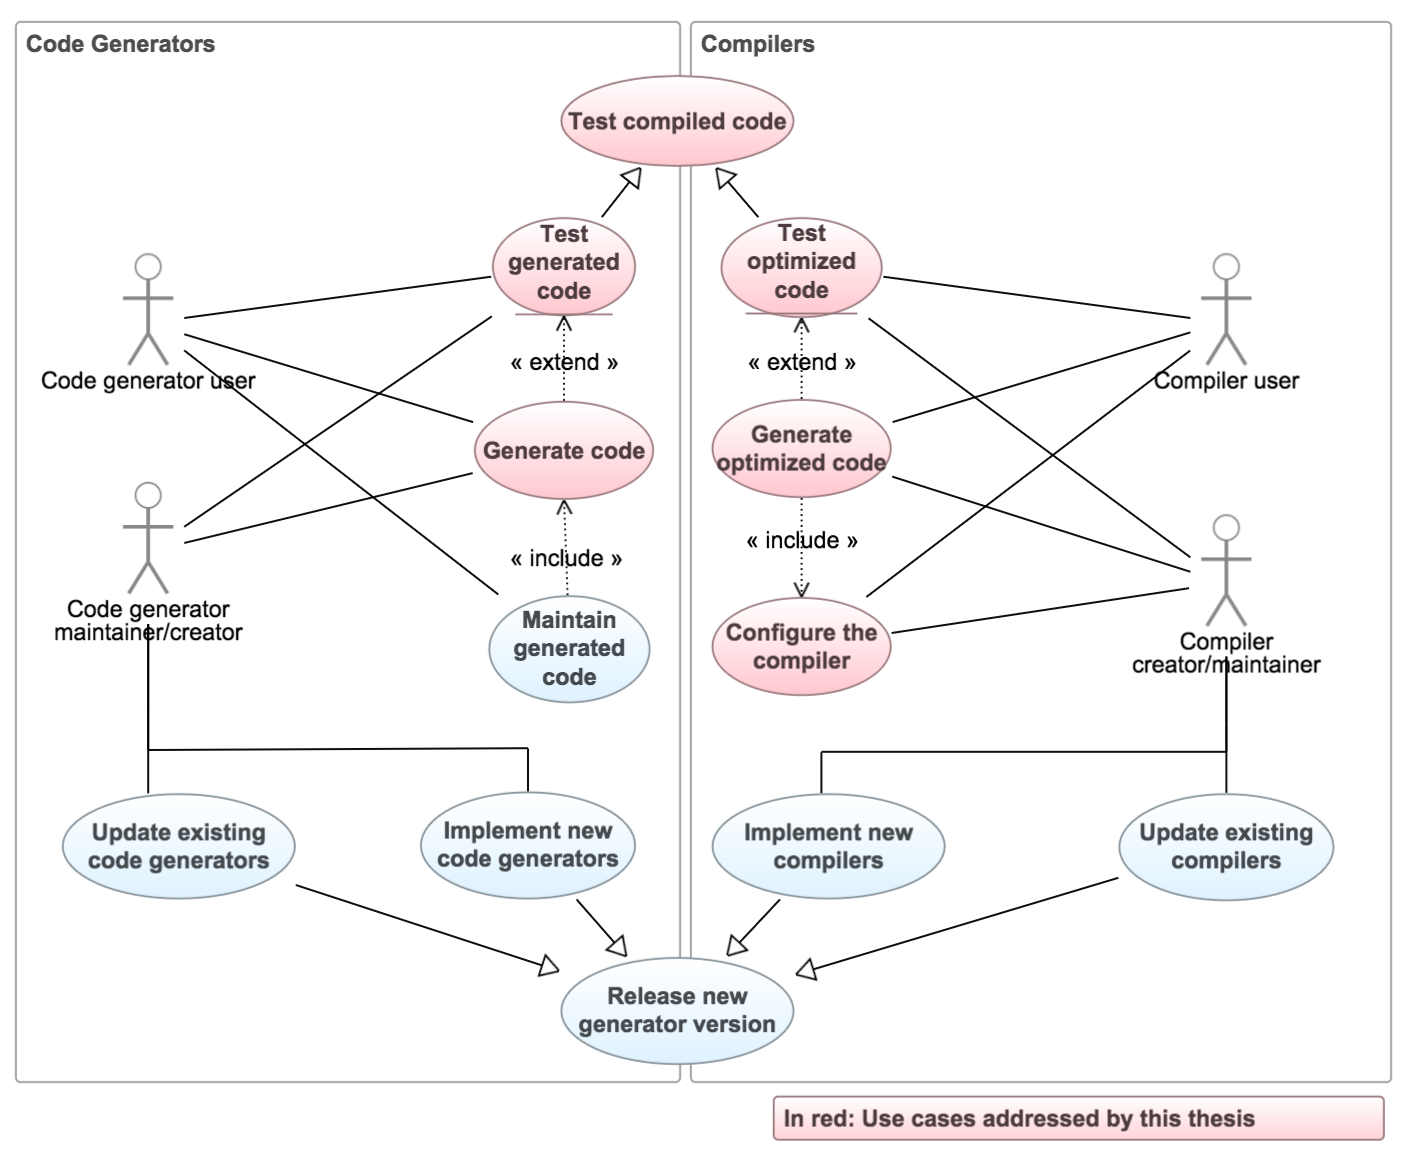 Code Generators
Compilers
Test compiled code
Test
generated
code
Test
optimized
code
« extend »
« extend »
Code generator user
Compiler user
Generate code
Generate
optimized code
« include »
« include »
Code generator
maintainer/creator
Maintain
generated
code
Configure the
compiler
Compiler
creator/maintainer
Update existing
code generators
Implement new
code generators
Implement new
compilers
Update existing
compilers
Release new
generator version
In red: Use cases addressed by this thesis